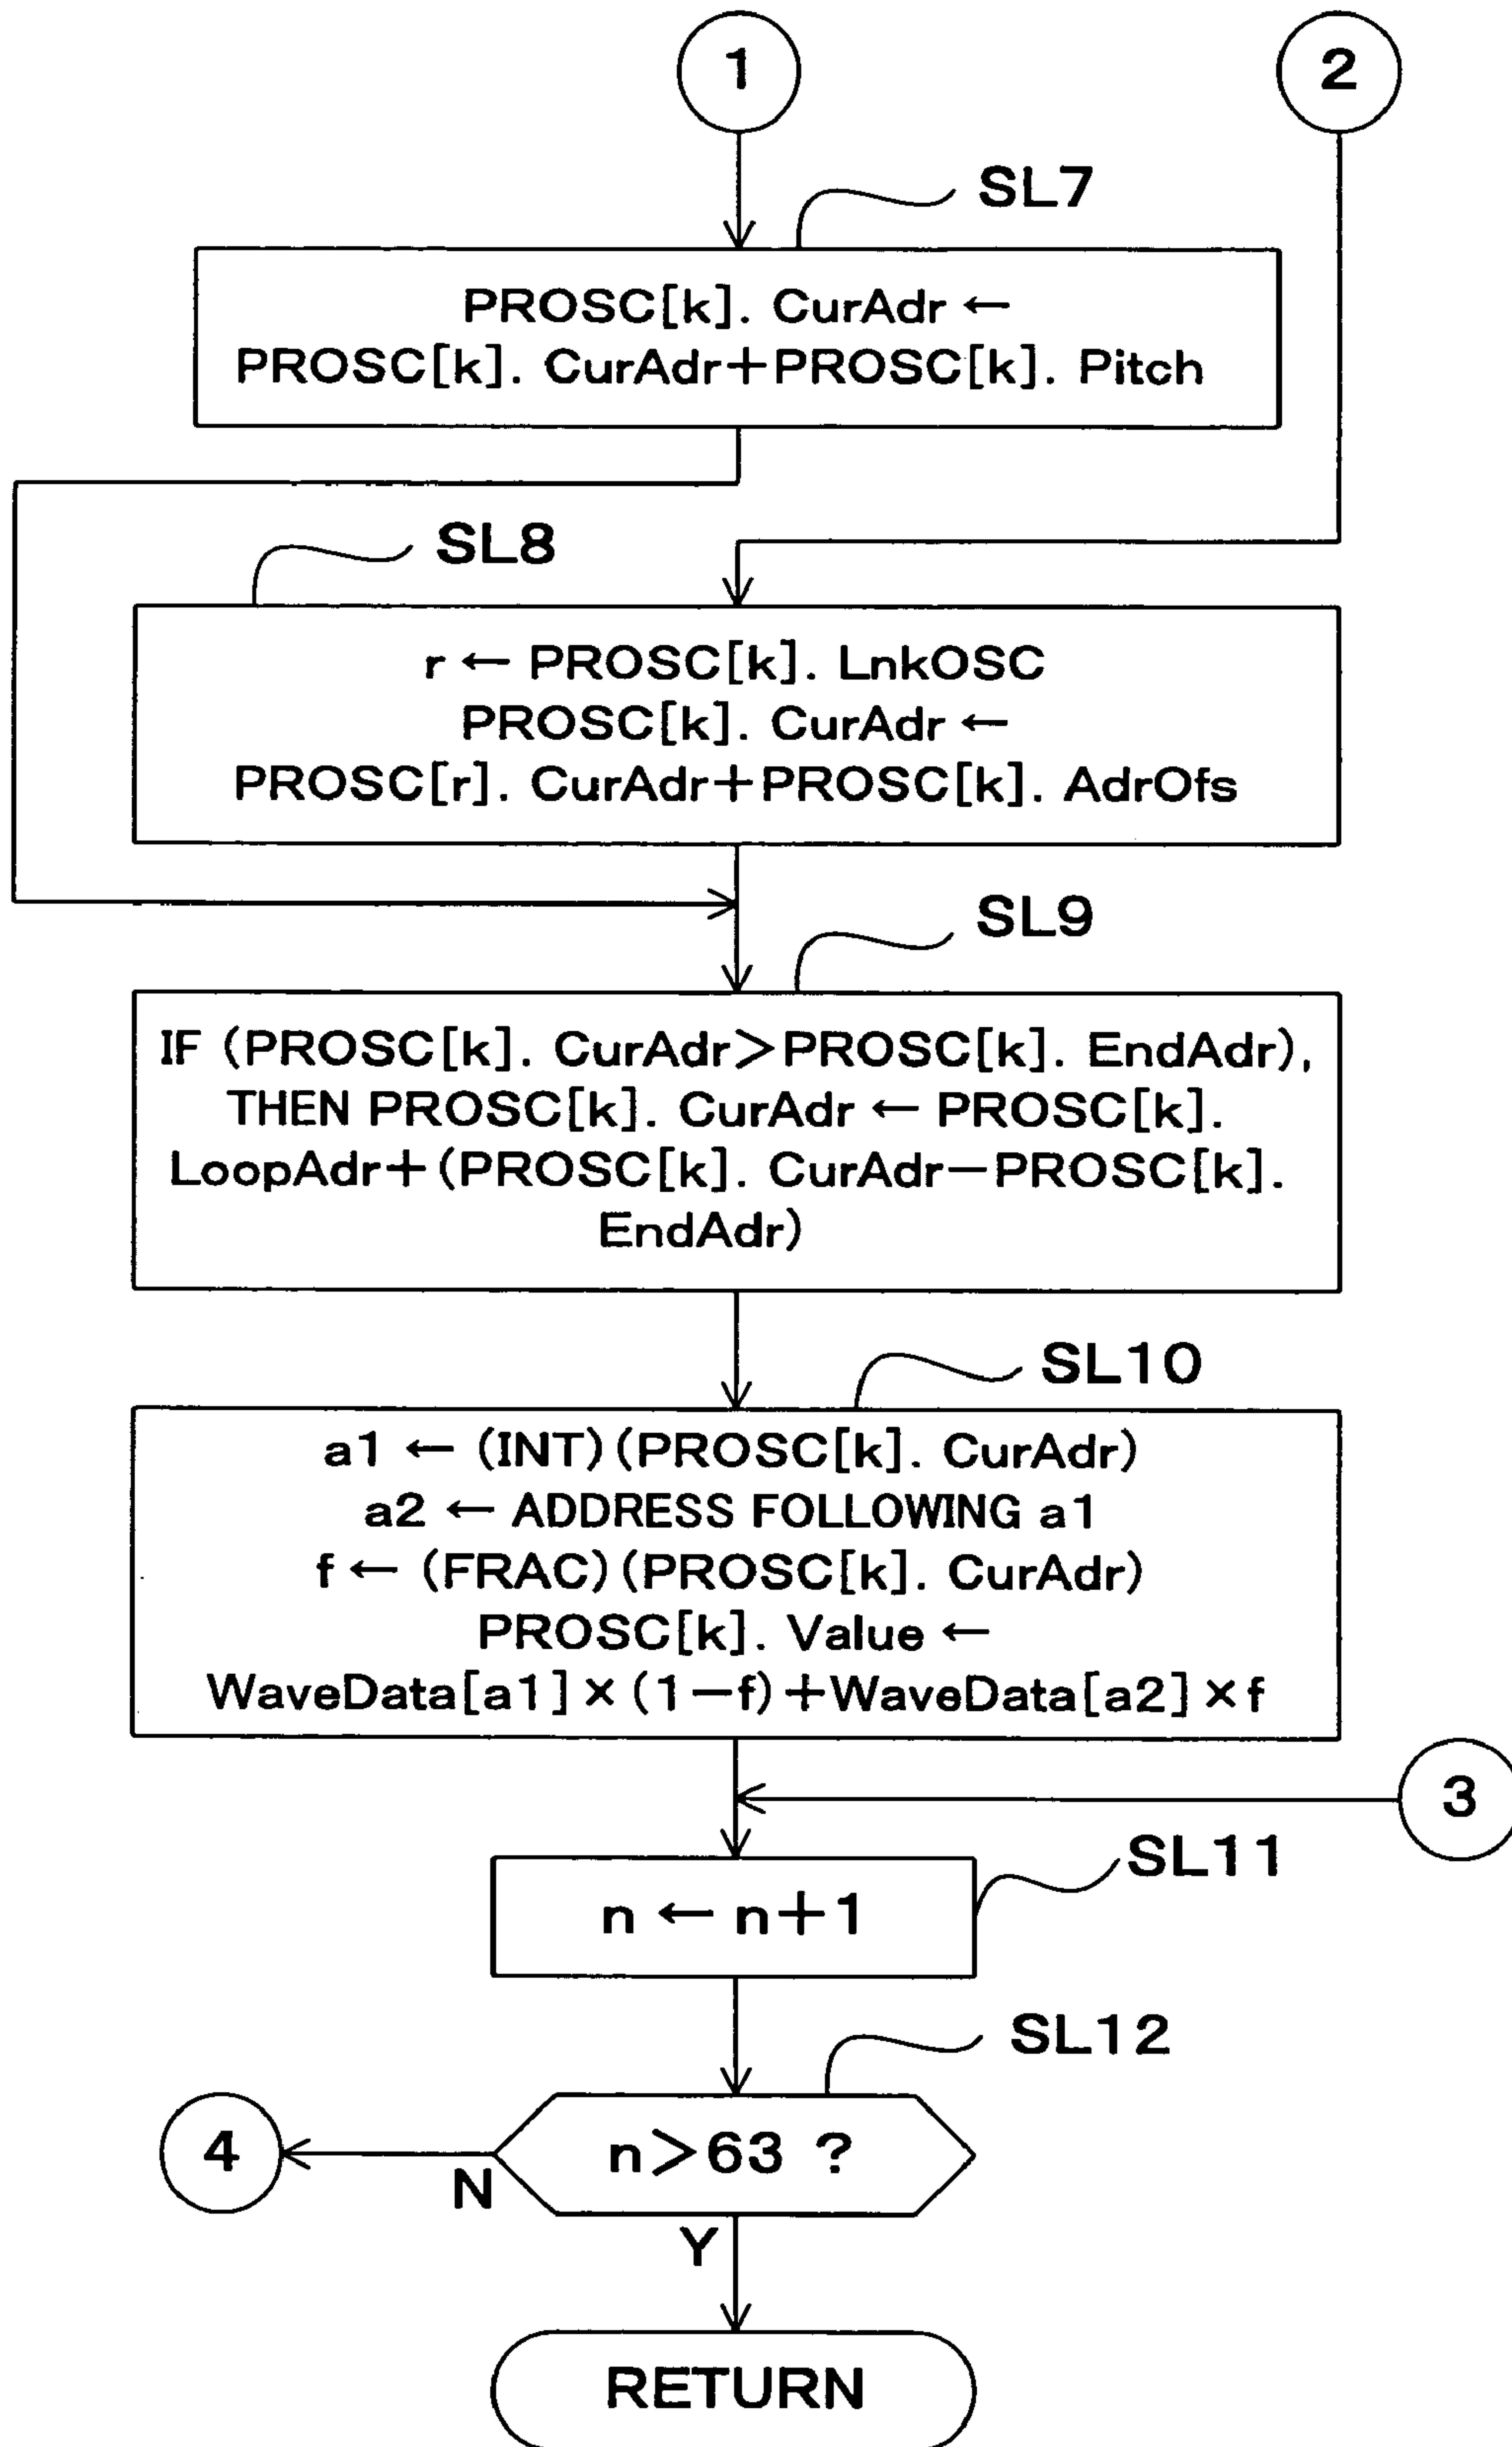 1
2
SL7
PROSC[k]. CurAdr ←
PROSC[k]. CurAdr+PROSC[k]. Pitch
SL8
r ← PROSC[k]. LnkOSC
PROSC[k]. CurAdr ←
PROSC[r]. CurAdr+PROSC[k]. AdrOfs
SL9
IF (PROSC[k]. CurAdr>PROSC[k]. EndAdr),
THEN PROSC[k]. CurAdr ← PROSC[k].
LoopAdr+(PROSC[k]. CurAdr−PROSC[k].
EndAdr)
SL10
a1 ← (INT)(PROSC[k]. CurAdr)
a2 ← ADDRESS FOLLOWING a1
f ← (FRAC)(PROSC[k]. CurAdr)
PROSC[k]. Value ←
WaveData[a1]×(1−f)+WaveData[a2]×f
3
SL11
n ← n+1
SL12
4
n>63 ?
N
Y
RETURN